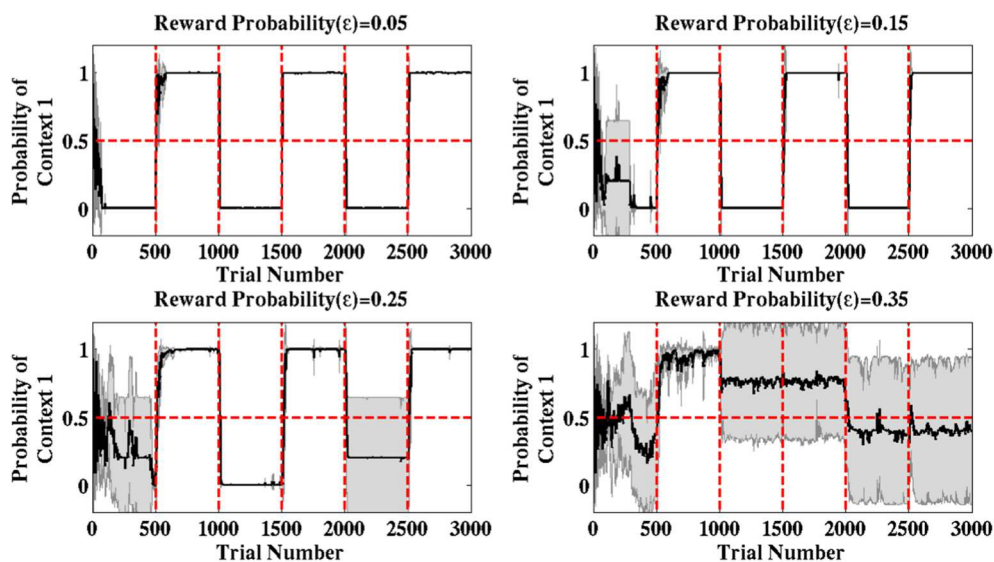 Reward Probability(ε)=0.05
Probability of
Context 1
1
0.5
0
0 500 1000 1500 2000 2500 3000
Trial Number
Reward Probability(ε)=0.15
Probability of
Context 1
1
0.5
0
0 500 1000 1500 2000 2500 3000
Trial Number
Reward Probability(ε)=0.25
Probability of
Context 1
1
0.5
0
0 500 1000 1500 2000 2500 3000
Trial Number
Reward Probability(ε)=0.35
Probability of
Context 1
1
0.5
0
0 500 1000 1500 2000 2500 3000
Trial Number